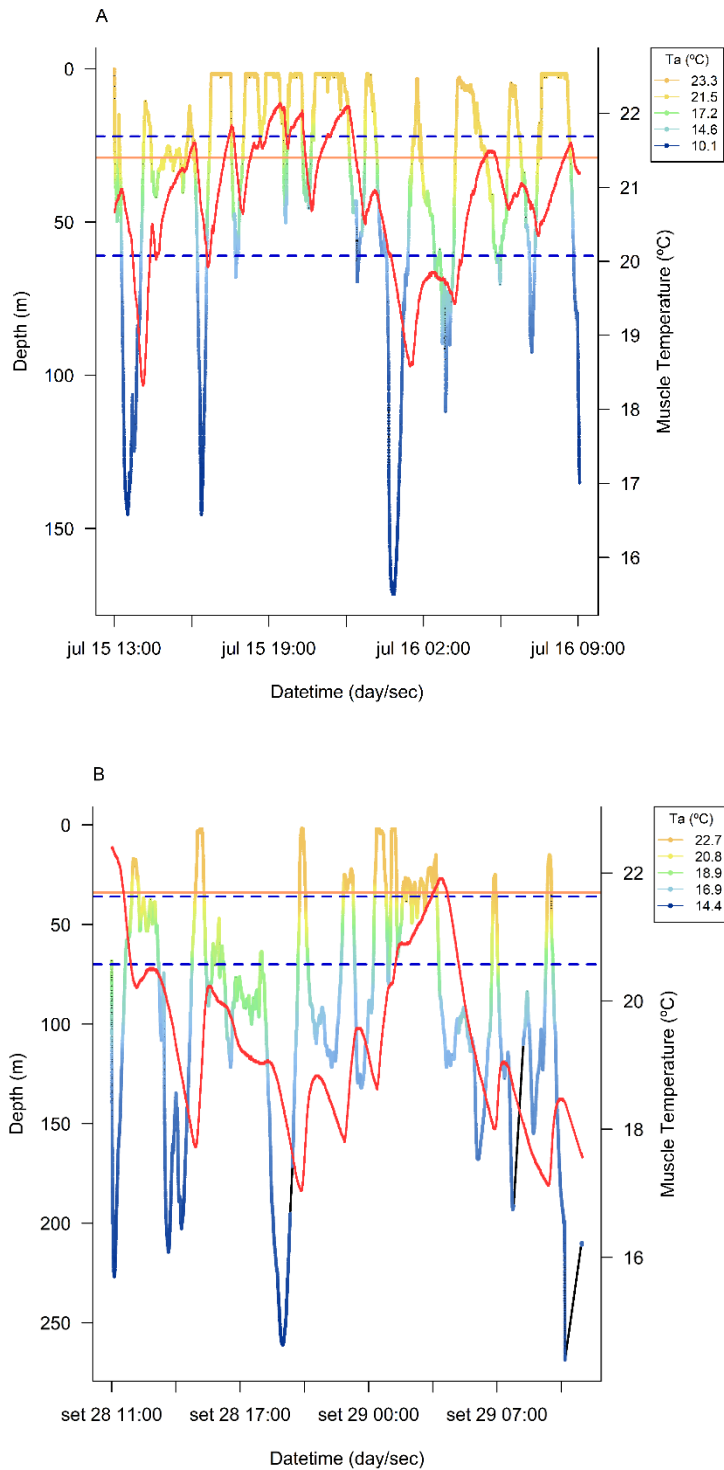 A
Ta (ºC)
23.3
21.5
17.2
14.6
10.1
0
50
100
150
Depth (m)
22
21
20
19
18
17
16
Muscle Temperature (ºC)
jul 15 13:00
jul 15 19:00
jul 16 02:00
jul 16 09:00
Datetime (day/sec)
B
Ta (ºC)
22.7
20.8
18.9
16.9
14.4
0
50
100
150
200
250
Depth (m)
22
20
18
16
Muscle Temperature (ºC)
set 28 11:00
set 28 17:00
set 29 00:00
set 29 07:00
Datetime (day/sec)